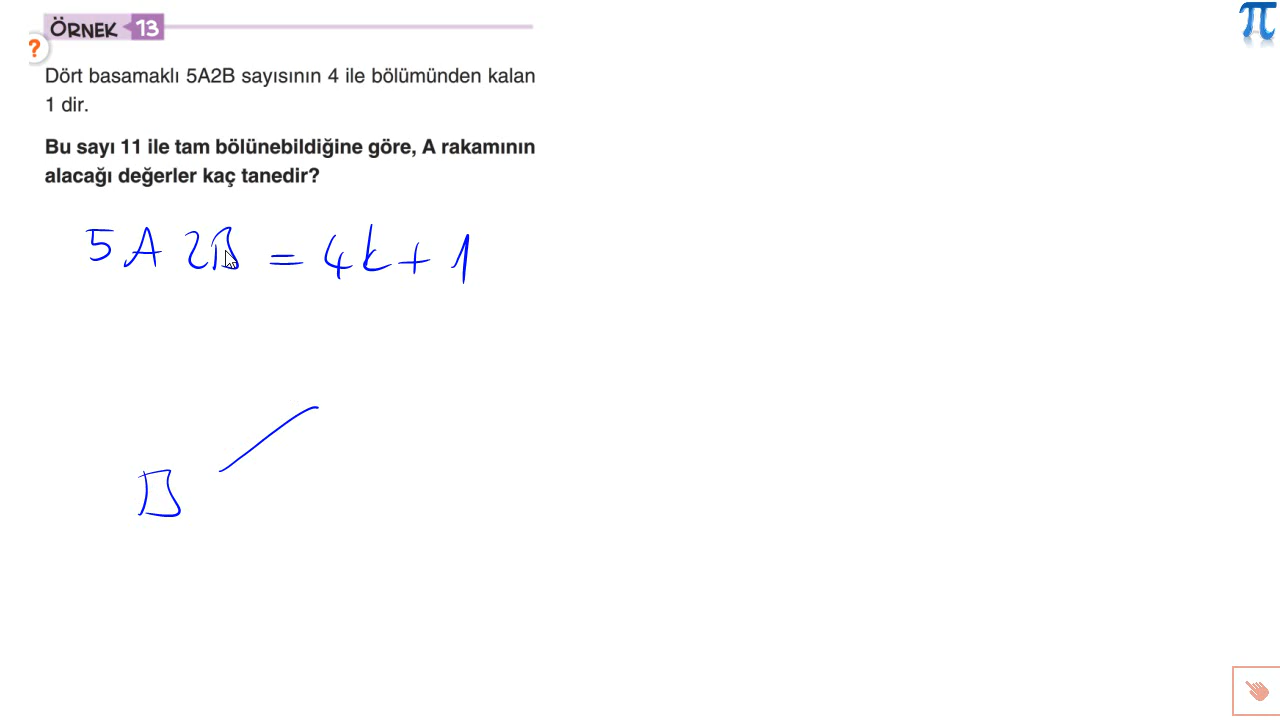 ÖRNEK 13
?
Dört basamaklı 5A2B sayısının 4 ile bölümünden kalan
1 dir.
Bu sayı 11 ile tam bölünebildiğine göre, A rakamının
alacağı değerler kaç tanedir?
5A2B = 4k+1
B
π